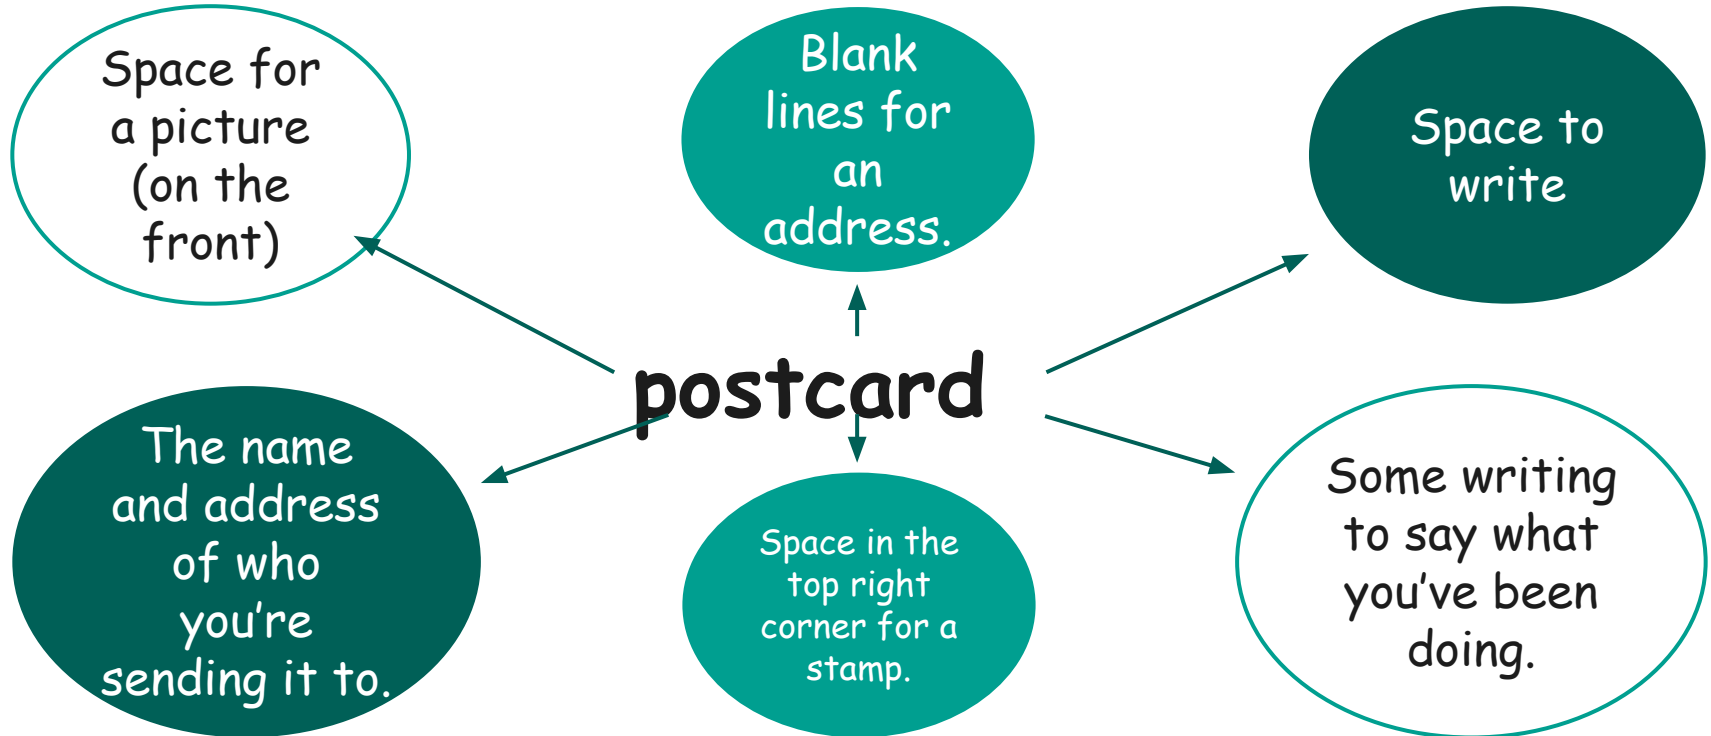 Space for
a picture
(on the
front)
Blank
lines for
an
address.
Space to
write
postcard
The name
and address
of who
you're
sending it to.
Space in the
top right
corner for a
stamp.
Some writing
to say what
you've been
doing.